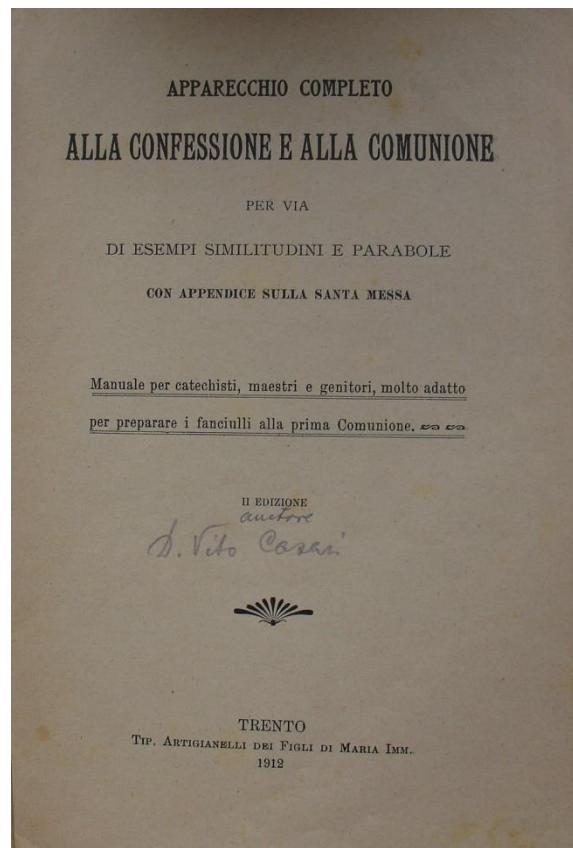 APPARECCHIO COMPLETO
ALLA CONFESSIONE E ALLA COMUNIONE
PER VIA
DI ESEMPI SIMILITUDINI E PARABOLE
CON APPENDICE SULLA SANTA MESSA
Manuale per catechisti, maestri e genitori, molto adatto
per preparare i fanciulli alla prima Comunione.
II EDIZIONE
auctore
D. Vito Casari
TRENTO
TIP. ARTIGIANELLI DEI FIGLI DI MARIA IMM.
1912